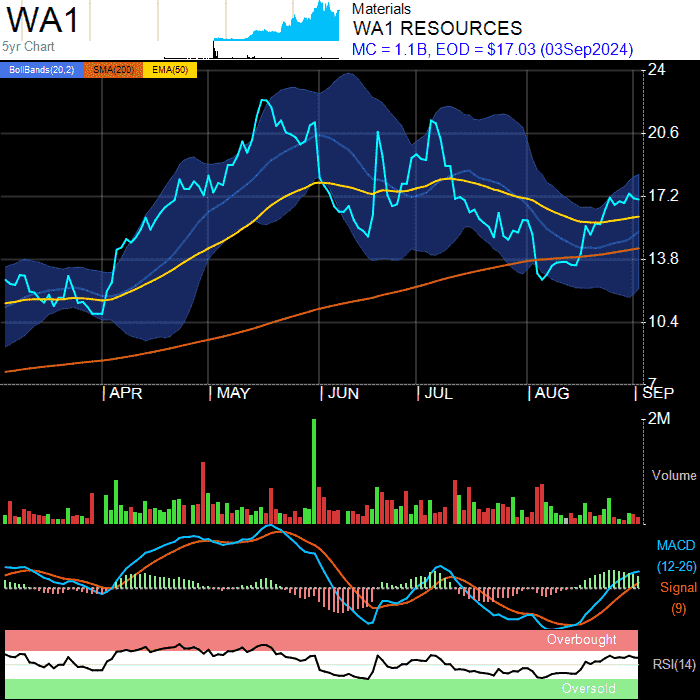 WA1
5yr Chart
Materials
WA1 RESOURCES
MC = 1.1B, EOD = $17.03 (03Sep2024)
BollBands(20,2) SMA(200) EMA(50)
24
20.6
17.2
13.8
10.4
7
APR MAY JUN JUL AUG SEP
2M
Volume
MACD
(12-26)
Signal
(9)
Overbought
RSI(14)
Oversold